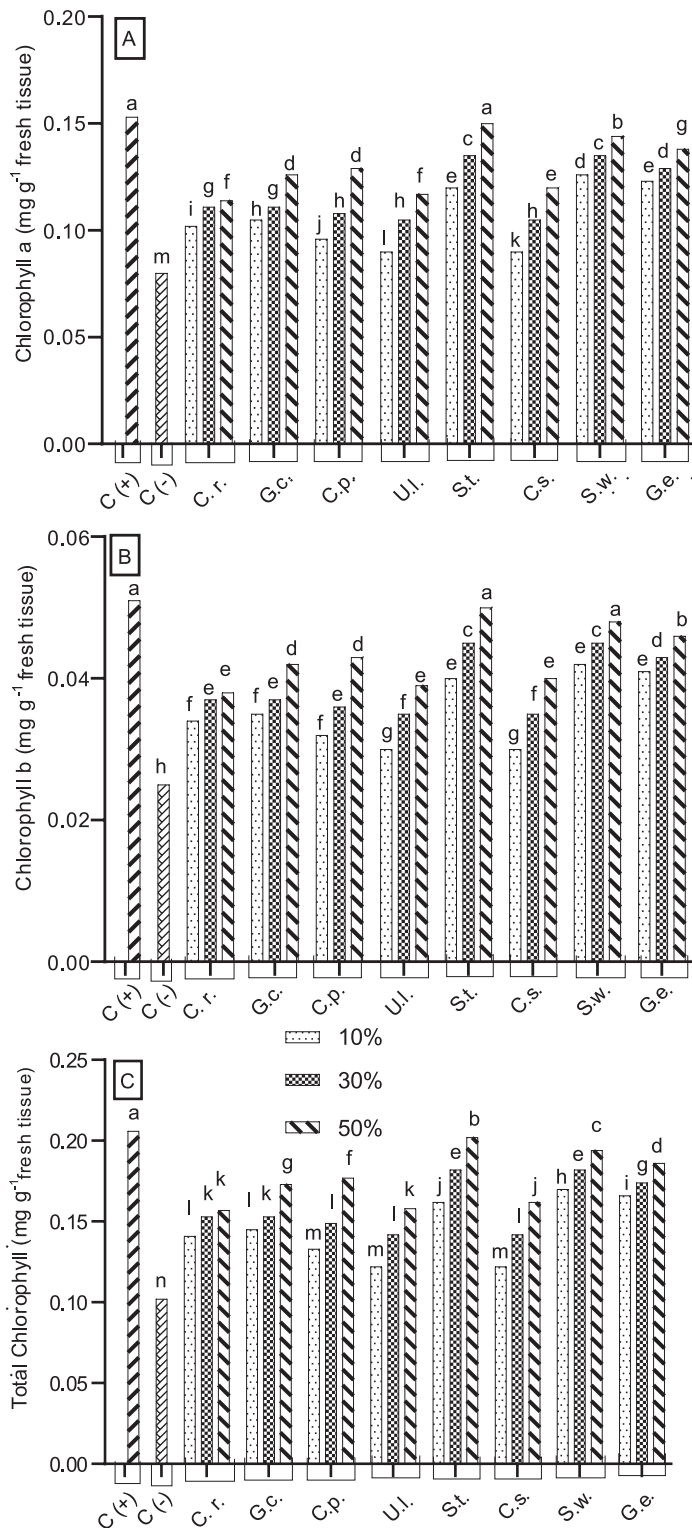 0.20
A
a
a
b
0.15
c
c
g
d
d
d
d
g
f
f
e
e
e
i
h
h
j
h
l
k
h
0.10
m
0.05
0.00
Chlorophyll a (mg g-1 fresh tissue)
C (+)
C (-)
C. r.
G.c.
C.p.
U.l.
S.t.
C.s.
S.w.
G.e.
0.06
B
a
a
a
c
c
b
d
d
e
d
e
e
e
e
e
e
e
f
f
e
f
f
f
g
g
0.04
h
0.02
0.00
Chlorophyll b (mg g-1 fresh tissue)
C (+)
C (-)
C. r.
G.c.
C.p.
U.l.
S.t.
C.s.
S.w.
G.e.
10%
30%
50%
0.25
C
a
b
c
0.20
e
e
d
g
f
g
h
i
l
k
k
l
k
m
l
m
l
k
j
m
l
j
0.15
n
0.10
0.05
0.00
Total Chlorophyll (mg g-1 fresh tissue)
C (+)
C (-)
C. r.
G.c.
C.p.
U.l.
S.t.
C.s.
S.w.
G.e.